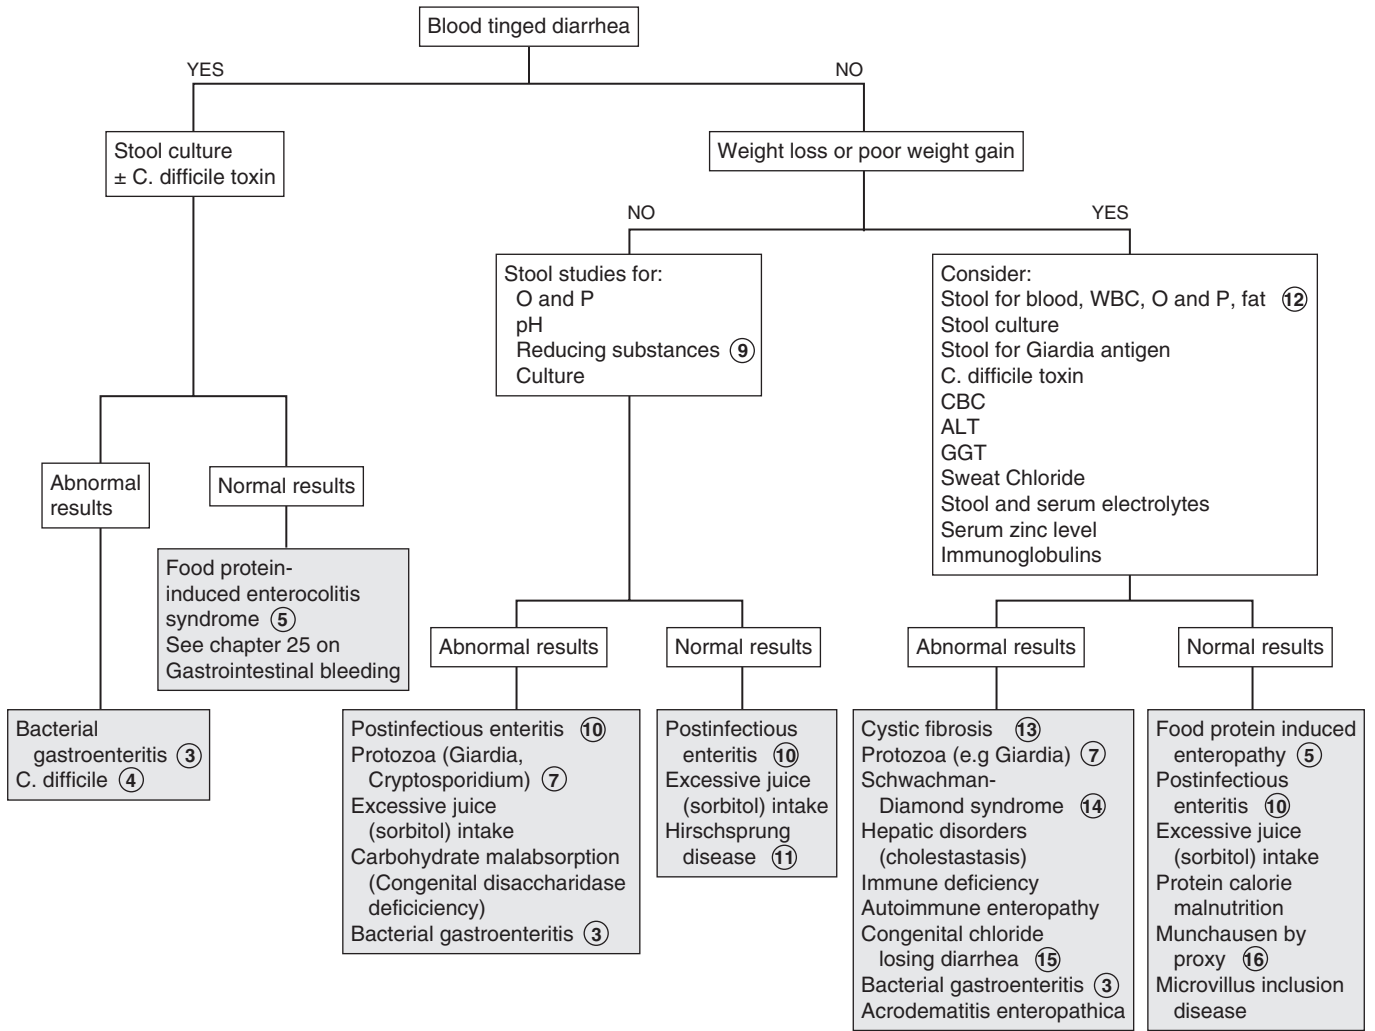 Blood tinged diarrhea
YES
NO
Stool culture
± C. difficile toxin
Weight loss or poor weight gain
NO
YES
Stool studies for:
O and P
pH
Reducing substances 9
Culture
Consider:
Stool for blood, WBC, O and P, fat 12
Stool culture
Stool for Giardia antigen
C. difficile toxin
CBC
ALT
GGT
Sweat Chloride
Stool and serum electrolytes
Serum zinc level
Immunoglobulins
Abnormal
results
Normal results
Food protein-
induced enterocolitis
syndrome 5
See chapter 25 on
Gastrointestinal bleeding
Abnormal results
Normal results
Abnormal results
Normal results
Bacterial
gastroenteritis 3
C. difficile 4
Postinfectious enteritis 10
Protozoa (Giardia,
Cryptosporidium) 7
Excessive juice
(sorbitol) intake
Carbohydrate malabsorption
(Congenital disaccharidase
deficiciency)
Bacterial gastroenteritis 3
Postinfectious
enteritis 10
Excessive juice
(sorbitol) intake
Hirschsprung
disease 11
Cystic fibrosis 13
Protozoa (e.g Giardia) 7
Schwachman-
Diamond syndrome 14
Hepatic disorders
(cholestastasis)
Immune deficiency
Autoimmune enteropathy
Congenital chloride
losing diarrhea 15
Bacterial gastroenteritis 3
Acrodematitis enteropathica
Food protein induced
enteropathy 5
Postinfectious
enteritis 10
Excessive juice
(sorbitol) intake
Protein calorie
malnutrition
Munchausen by
proxy 16
Microvillus inclusion
disease